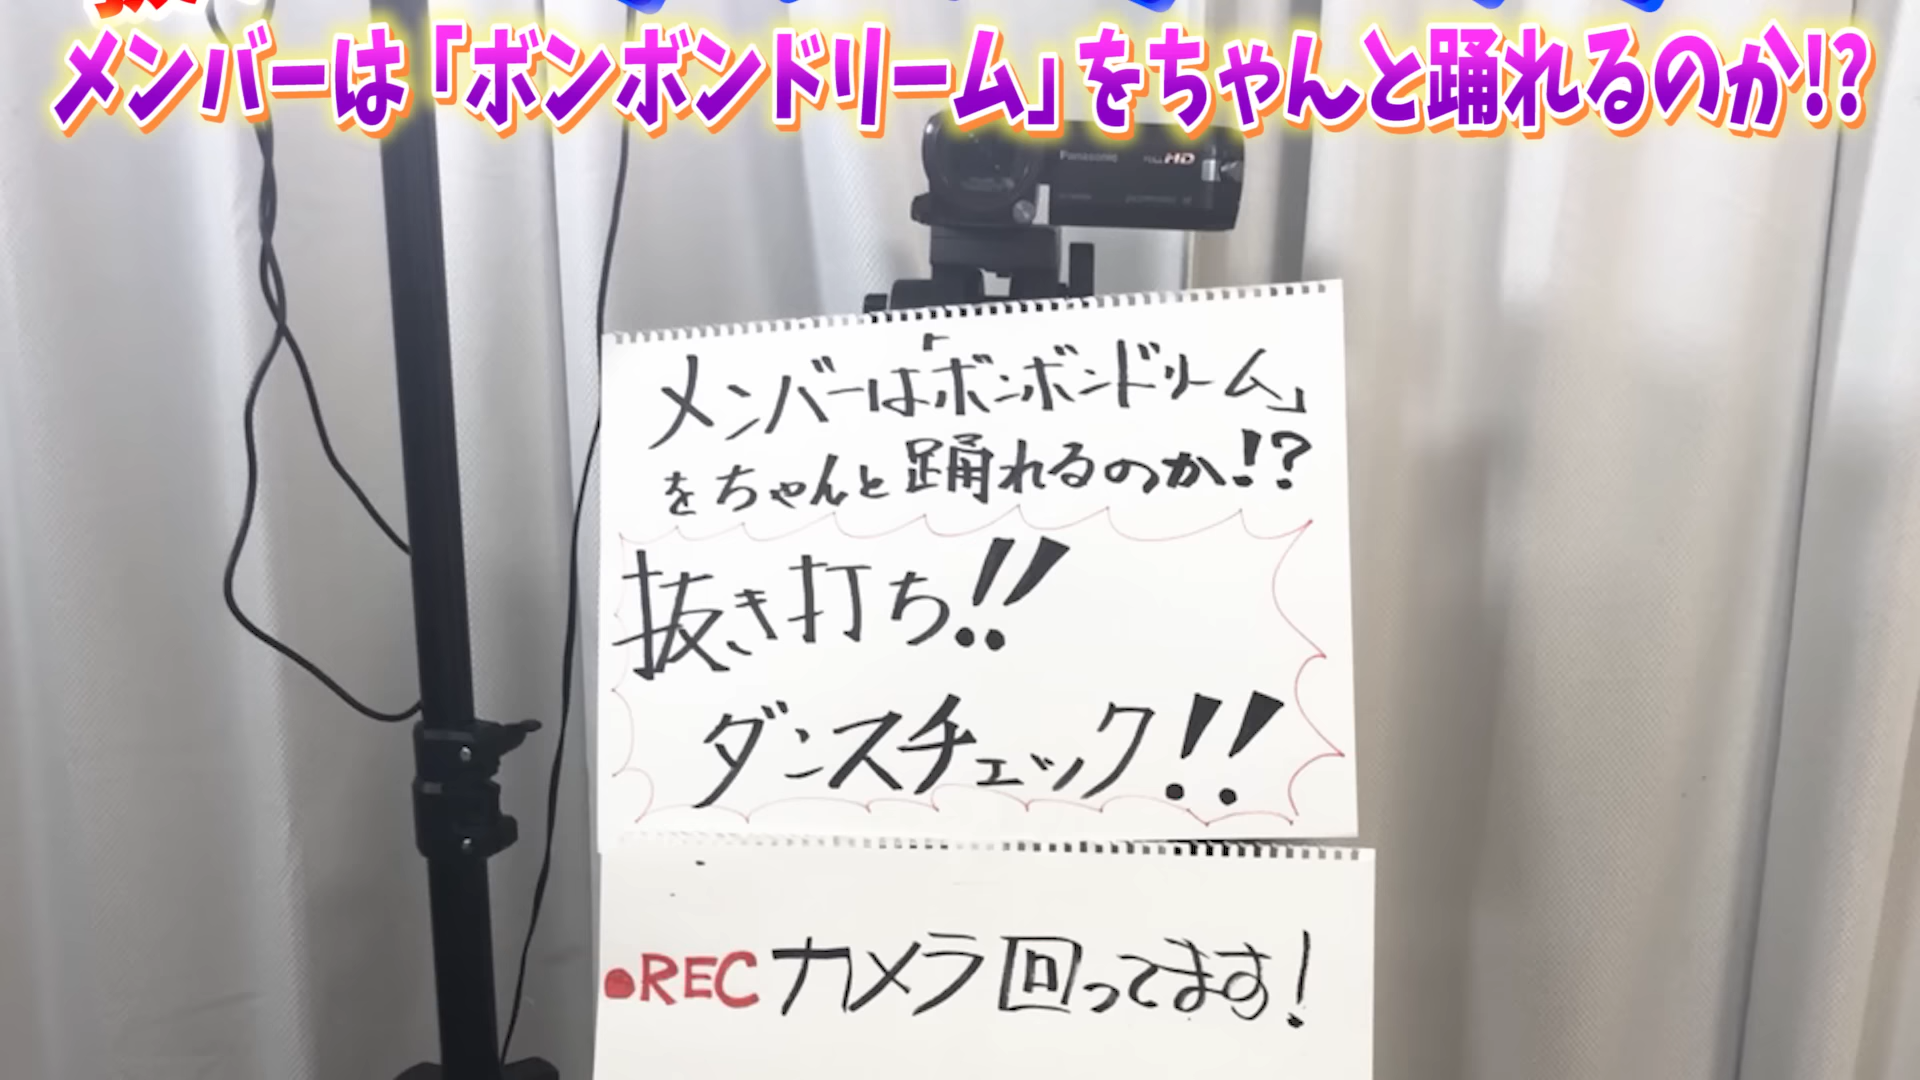 メンバーは「ボンボンドリーム」をちゃんと踊れるのか!?
Panasonic
HD
メンバーは「ボンボンドリーム」
をちゃんと踊れるのか!?
抜き打ち!!
ダンスチェック!!
●REC カメラ回ってます!